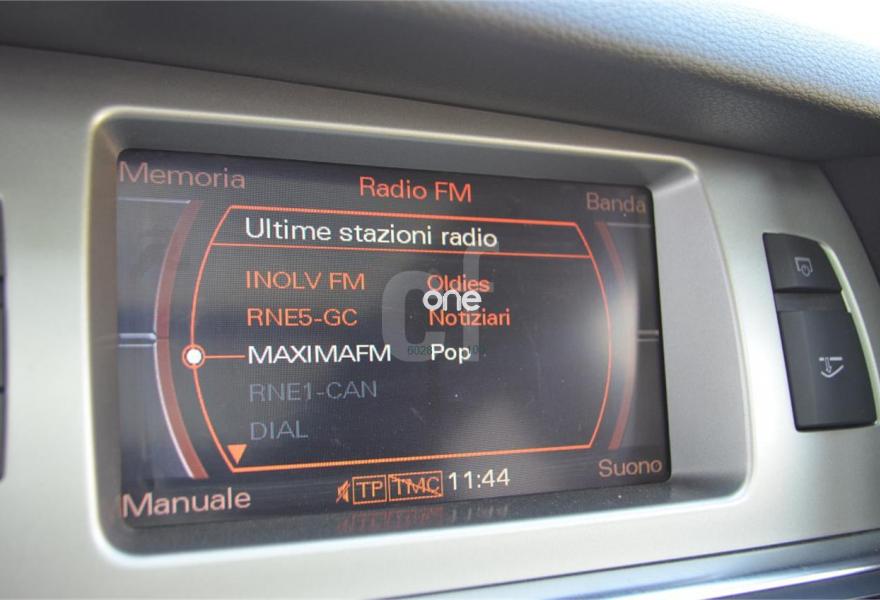 Memoria
Radio FM
Banda
Ultime stazioni radio
INOLV FM Oldies
one
RNE5-GC Notiziari
MAXIMAFM Pop
RNE1-CAN
DIAL
TP TMC 11:44
Suono
Manuale